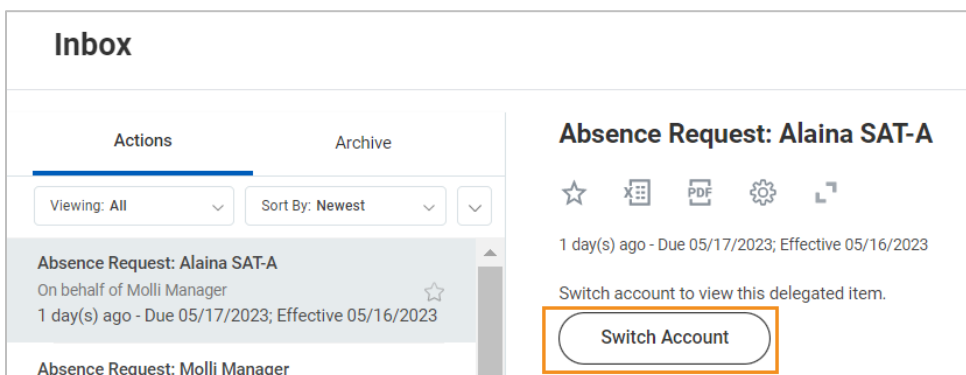 Inbox
Actions
Archive
Viewing: All
Sort By: Newest
Absence Request: Alaina SAT-A
On behalf of Molli Manager
1 day(s) ago - Due 05/17/2023; Effective 05/16/2023
Absence Request: Molli Manager
Absence Request: Alaina SAT-A
PDF
1 day(s) ago - Due 05/17/2023; Effective 05/16/2023
Switch account to view this delegated item.
Switch Account